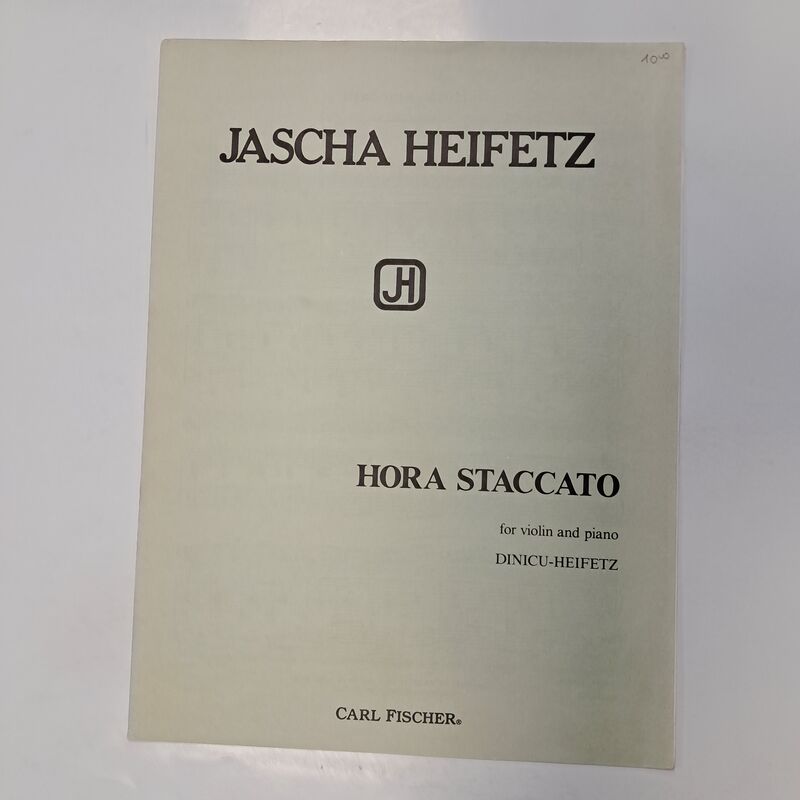 10.00
JASCHA HEIFETZ
JH
HORA STACCATO
for violin and piano
DINICU-HEIFETZ
CARL FISCHER®